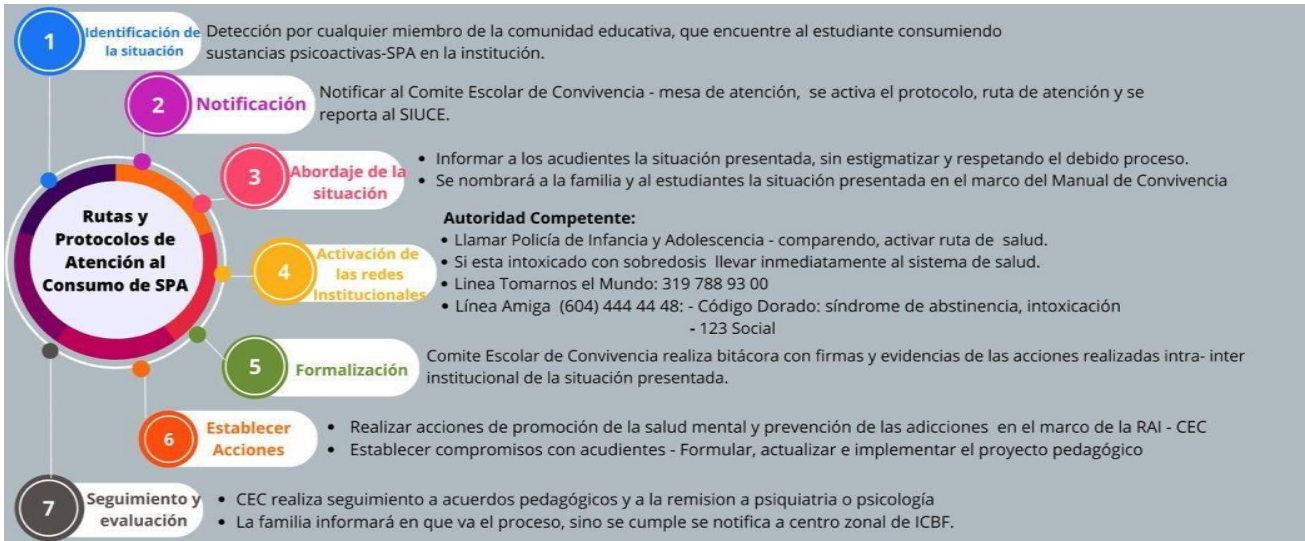 Rutas y
Protocolos de
Atención al
Consumo de SPA
1
Identificación de
la situación
Detección por cualquier miembro de la comunidad educativa, que encuentre al estudiante consumiendo
sustancias psicoactivas-SPA en la institución.
2
Notificación
Notificar al Comite Escolar de Convivencia - mesa de atención, se activa el protocolo, ruta de atención y se
reporta al SIUCE.
3
Abordaje de la
situación
• Informar a los acudientes la situación presentada, sin estigmatizar y respetando el debido proceso.
• Se nombrará a la familia y al estudiantes la situación presentada en el marco del Manual de Convivencia
4
Activación de
las redes
Institucionales
Autoridad Competente:
• Llamar Policía de Infancia y Adolescencia - comparendo, activar ruta de salud.
• Si esta intoxicado con sobredosis llevar inmediatamente al sistema de salud.
• Linea Tomarnos el Mundo: 319 788 93 00
• Línea Amiga (604) 444 44 48: - Código Dorado: síndrome de abstinencia, intoxicación
- 123 Social
5
Formalización
Comite Escolar de Convivencia realiza bitácora con firmas y evidencias de las acciones realizadas intra- inter
institucional de la situación presentada.
6
Establecer
Acciones
• Realizar acciones de promoción de la salud mental y prevención de las adicciones en el marco de la RAI - CEC
• Establecer compromisos con acudientes - Formular, actualizar e implementar el proyecto pedagógico
7
Seguimiento y
evaluación
• CEC realiza seguimiento a acuerdos pedagógicos y a la remision a psiquiatria o psicología
• La familia informará en que va el proceso, sino se cumple se notifica a centro zonal de ICBF.